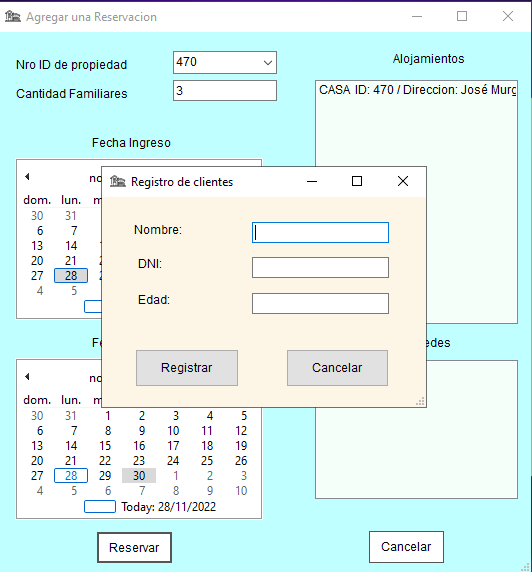 Agregar una Reservacion
Nro ID de propiedad
470
Alojamientos
Cantidad Familiares
3
CASA ID: 470 / Direccion: José Murg
Fecha Ingreso
Registro de clientes
dom. lun.
30 31
6 7
13 14
20 21
27 28
4 5
Nombre:
DNI:
Edad:
Registrar
Cancelar
dom. lun.
30 31 1 2 3 4 5
6 7 8 9 10 11 12
13 14 15 16 17 18 19
20 21 22 23 24 25 26
27 28 29 30 1 2 3
4 5 6 7 8 9 10
Today: 28/11/2022
Reservar
Cancelar